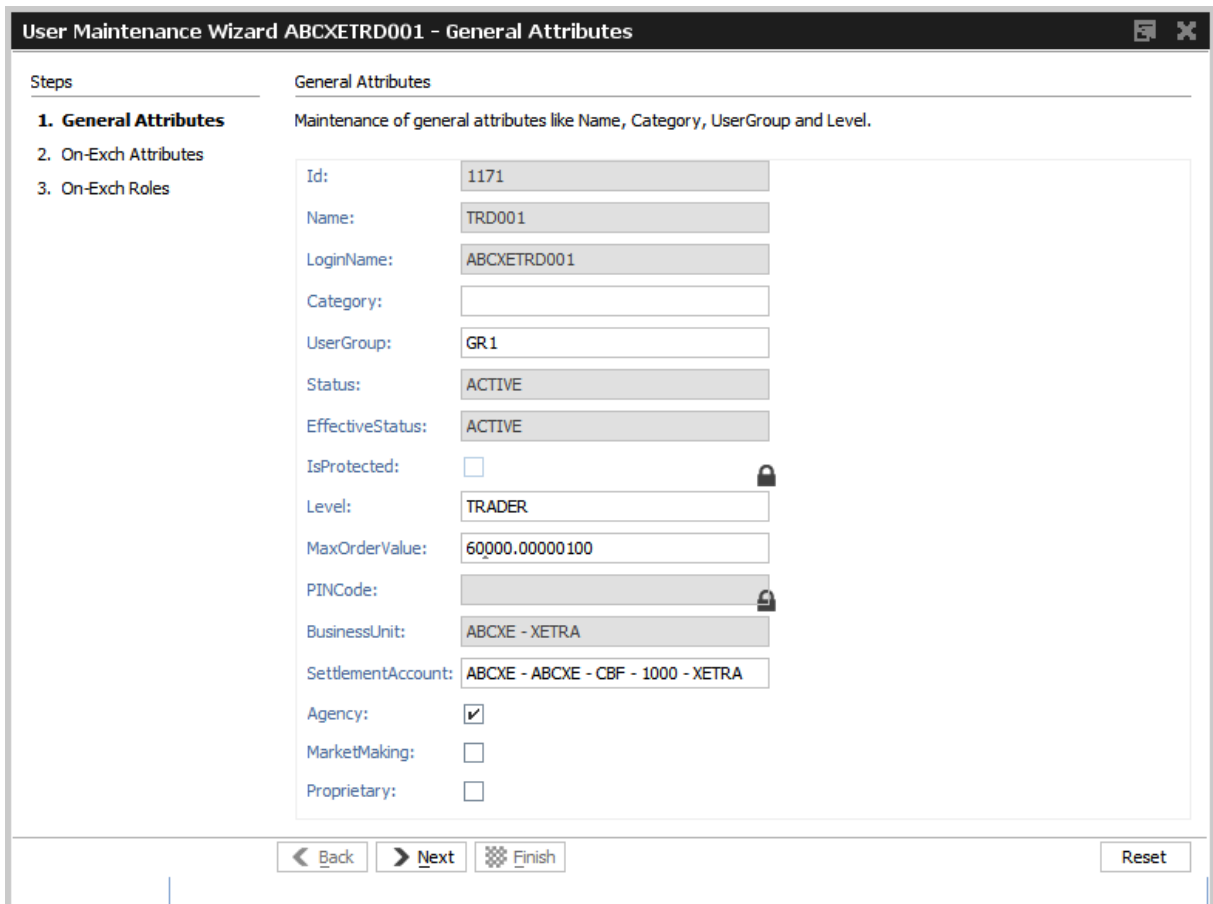 User Maintenance Wizard ABCXETRD001 - General Attributes
Steps
1. General Attributes
2. On-Exch Attributes
3. On-Exch Roles
General Attributes
Maintenance of general attributes like Name, Category, UserGroup and Level.
Id: 1171
Name: TRD001
LoginName: ABCXETRD001
Category:
UserGroup: GR1
Status: ACTIVE
EffectiveStatus: ACTIVE
IsProtected:
Level: TRADER
MaxOrderValue: 60000.00000100
PINCode:
BusinessUnit: ABCXE - XETRA
SettlementAccount: ABCXE - ABCXE - CBF - 1000 - XETRA
Agency:
MarketMaking:
Proprietary:
Back Next Finish Reset